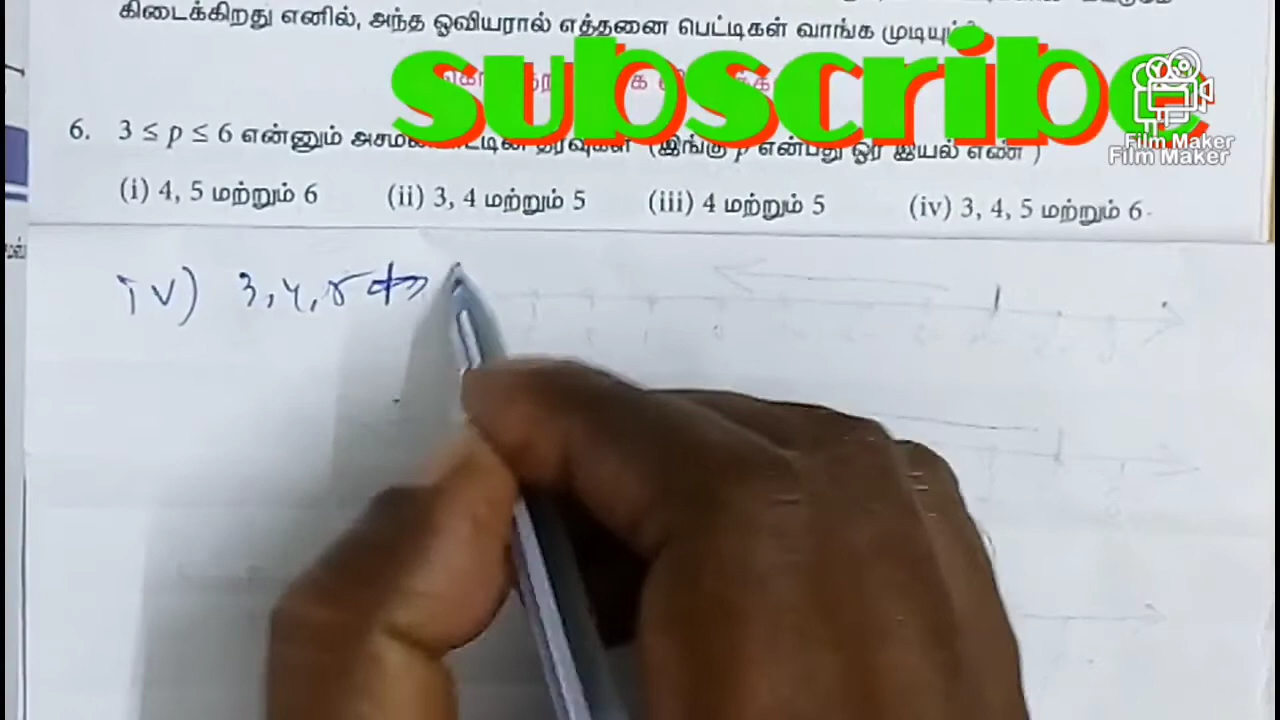 கிடைக்கிறது எனில், அந்த ஓவியரால் எத்தனை பெட்டிகள் வாங்க முடியும்?
subscribe
Film Maker
Film Maker
6. 3 ≤ p ≤ 6 என்னும் அசமன்பாட்டின் தீர்வுகள் (இங்கு p என்பது ஓர் இயல் எண் )
(i) 4, 5 மற்றும் 6 (ii) 3, 4 மற்றும் 5 (iii) 4 மற்றும் 5 (iv) 3, 4, 5 மற்றும் 6
iv) 3, 4, 5